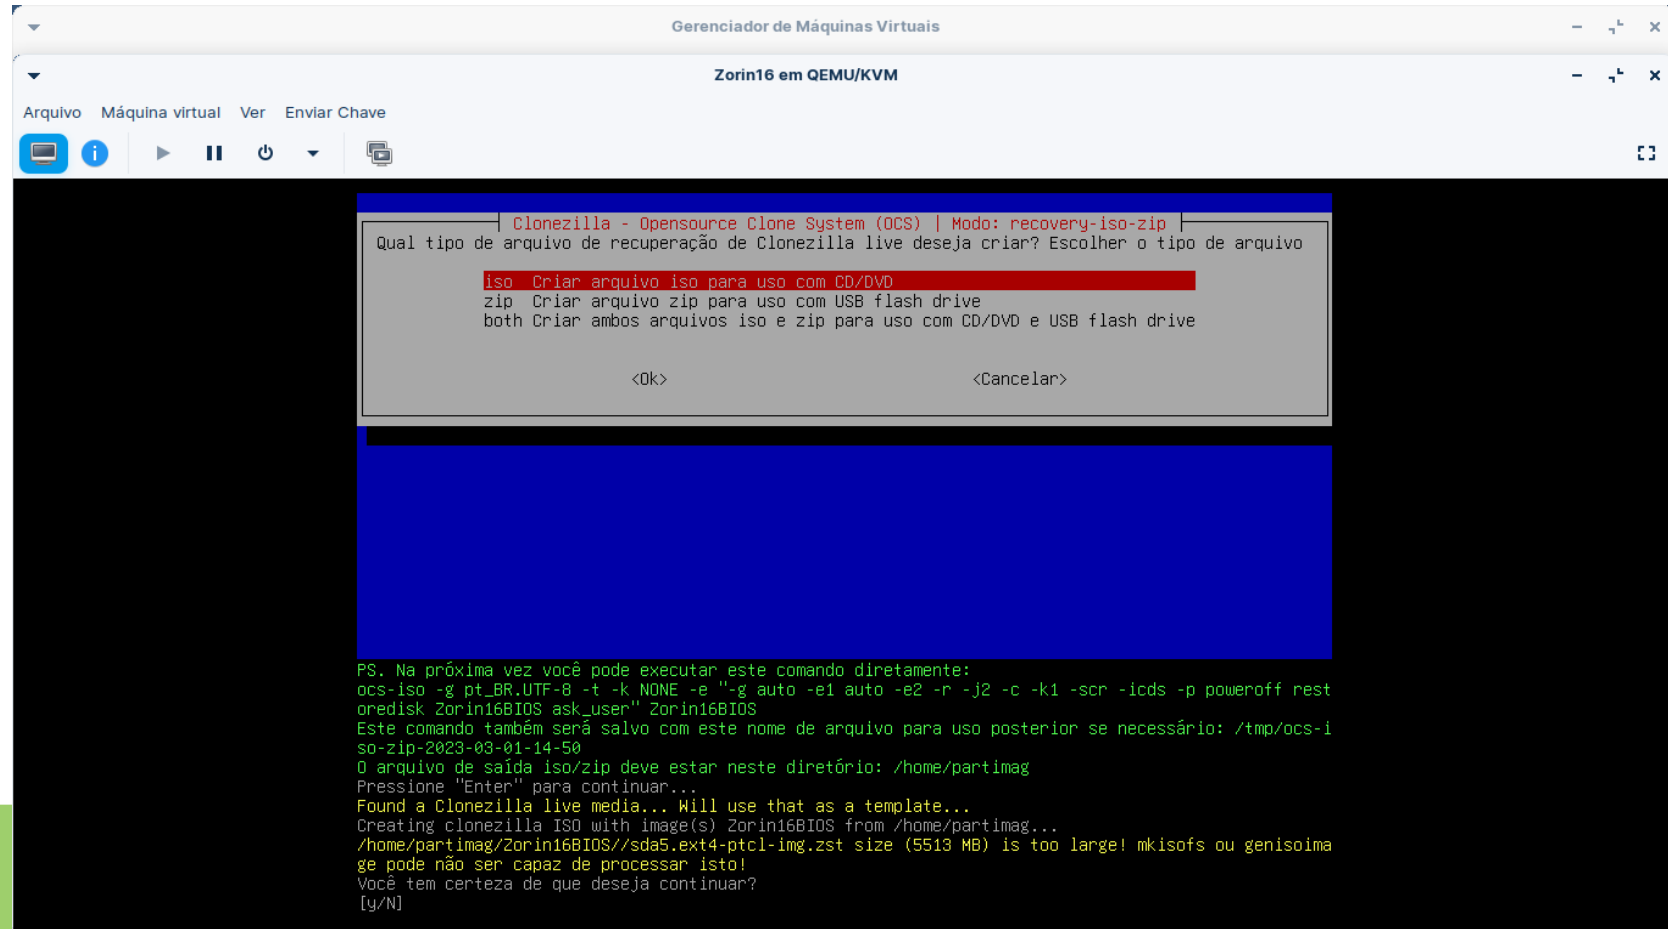 Gerenciador de Máquinas Virtuais
Zorin16 em QEMU/KVM
Arquivo Máquina virtual Ver Enviar Chave
Clonezilla - Opensource Clone System (OCS) | Modo: recovery-iso-zip
Qual tipo de arquivo de recuperação de Clonezilla live deseja criar? Escolher o tipo de arquivo
iso Criar arquivo iso para uso com CD/DVD
zip Criar arquivo zip para uso com USB flash drive
both Criar ambos arquivos iso e zip para uso com CD/DVD e USB flash drive
<Ok> <Cancelar>
PS. Na próxima vez você pode executar este comando diretamente:
ocs-iso -g pt_BR.UTF-8 -t -k NONE -e "-g auto -e1 auto -e2 -r -j2 -c -k1 -scr -icds -p poweroff rest
oredisk Zorin16BIOS ask_user" Zorin16BIOS
Este comando também será salvo com este nome de arquivo para uso posterior se necessário: /tmp/ocs-i
so-zip-2023-03-01-14-50
O arquivo de saída iso/zip deve estar neste diretório: /home/partimag
Pressione "Enter" para continuar...
Found a Clonezilla live media... Will use that as a template...
Creating clonezilla ISO with image(s) Zorin16BIOS from /home/partimag...
/home/partimag/Zorin16BIOS//sda5.ext4-ptcl-img.zst size (5513 MB) is too large! mkisofs ou genisoima
ge pode não ser capaz de processar isto!
Você tem certeza de que deseja continuar?
[y/N]